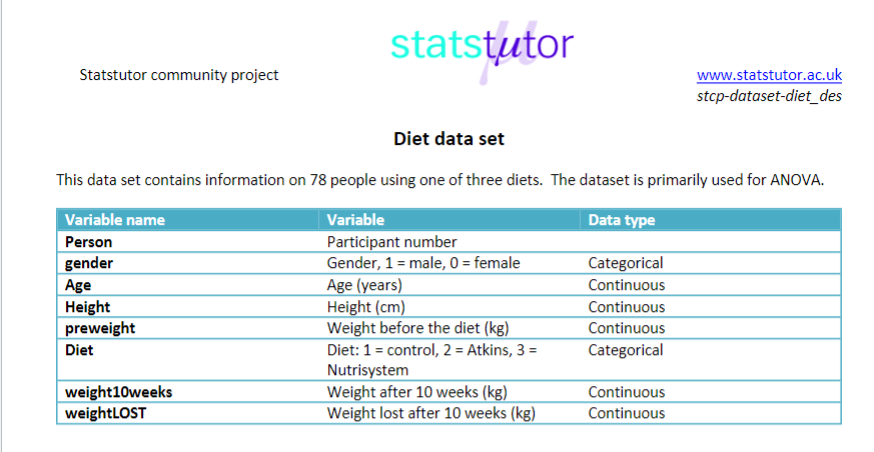 statstutor
Statstutor community project
www.statstutor.ac.uk
stcp-dataset-diet_des
Diet data set
This data set contains information on 78 people using one of three diets.  The dataset is primarily used for ANOVA.
Variable name Variable Data type
Person Participant number
gender Gender, 1 = male, 0 = female Categorical
Age Age (years) Continuous
Height Height (cm) Continuous
preweight Weight before the diet (kg) Continuous
Diet Diet: 1 = control, 2 = Atkins, 3 = Categorical
Nutrisystem
weight10weeks Weight after 10 weeks (kg) Continuous
weightLOST Weight lost after 10 weeks (kg) Continuous